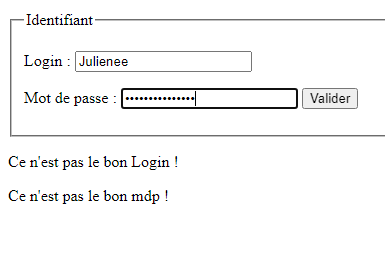 Identifiant
Login : Julienee
Mot de passe : ••••••••••••••• Valider
Ce n'est pas le bon Login !
Ce n'est pas le bon mdp !